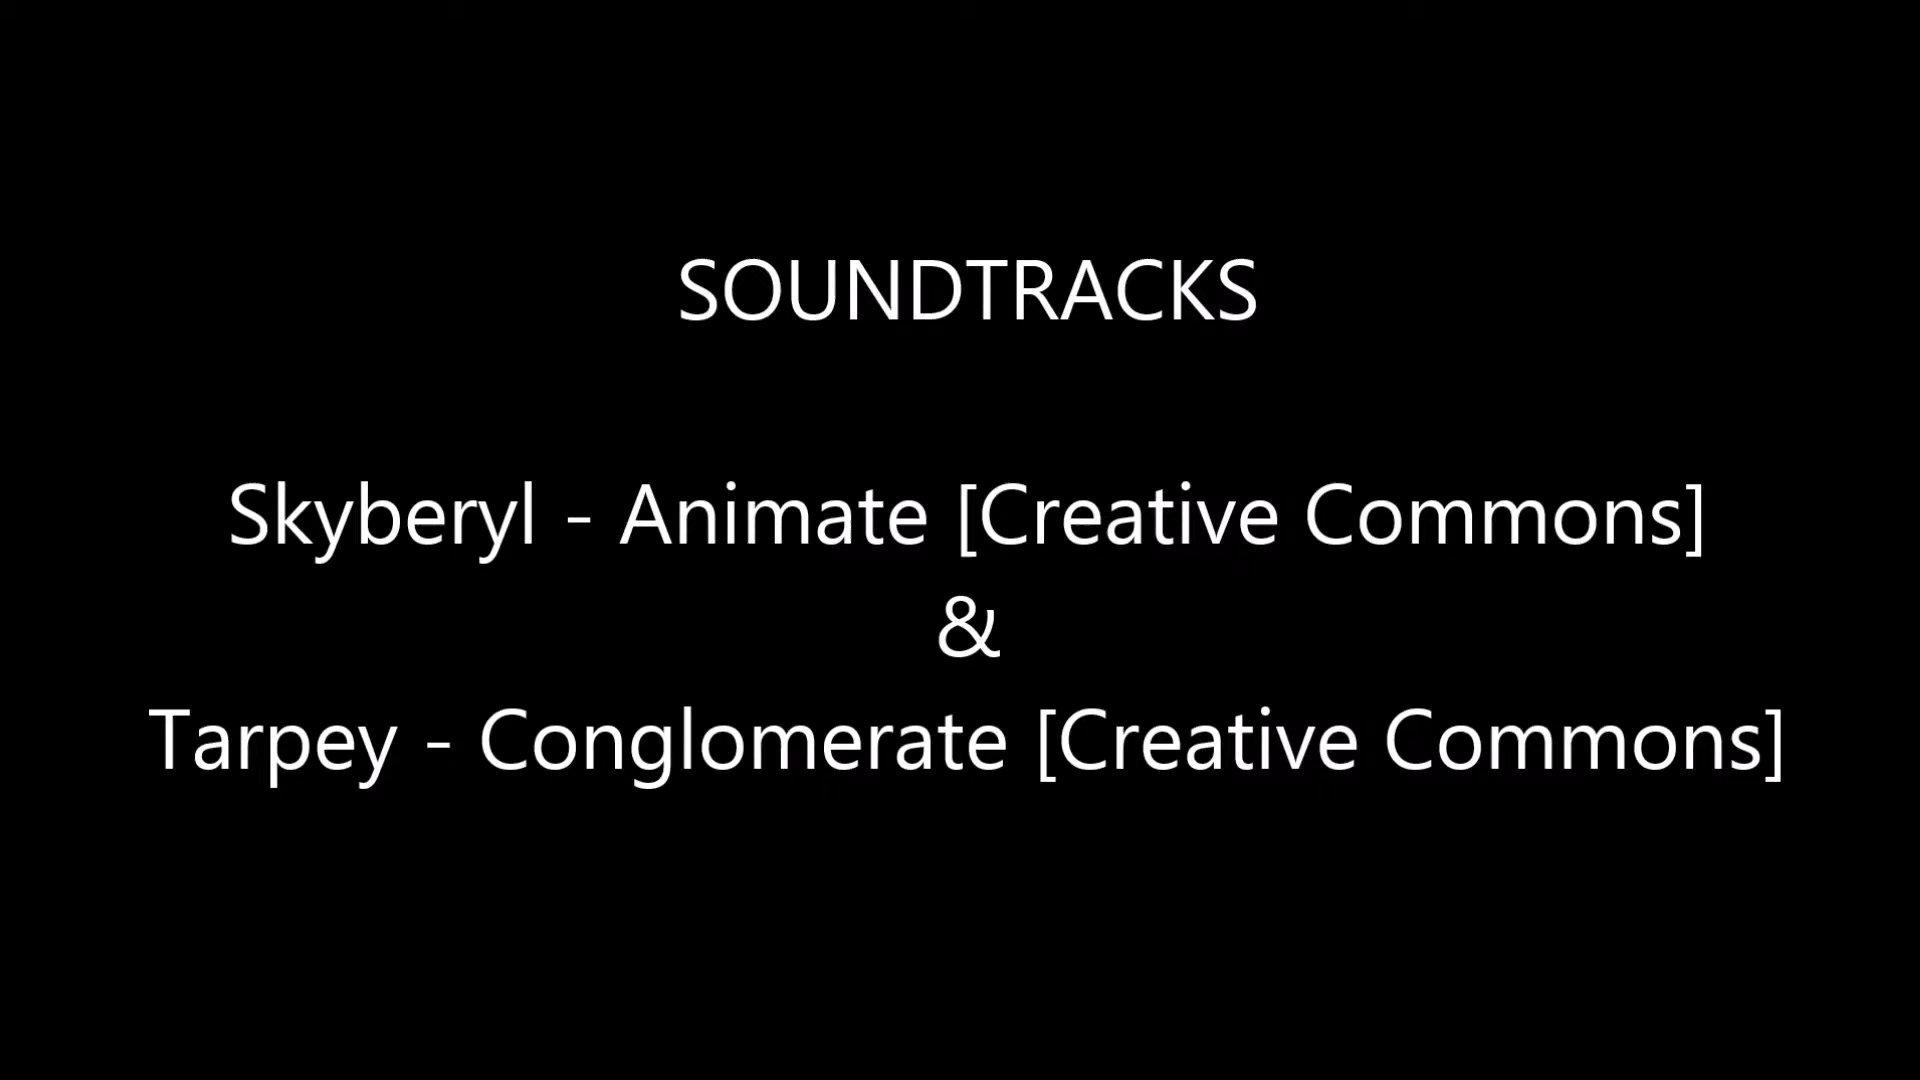 SOUNDTRACKS
Skyberyl - Animate [Creative Commons]
&
Tarpey - Conglomerate [Creative Commons]